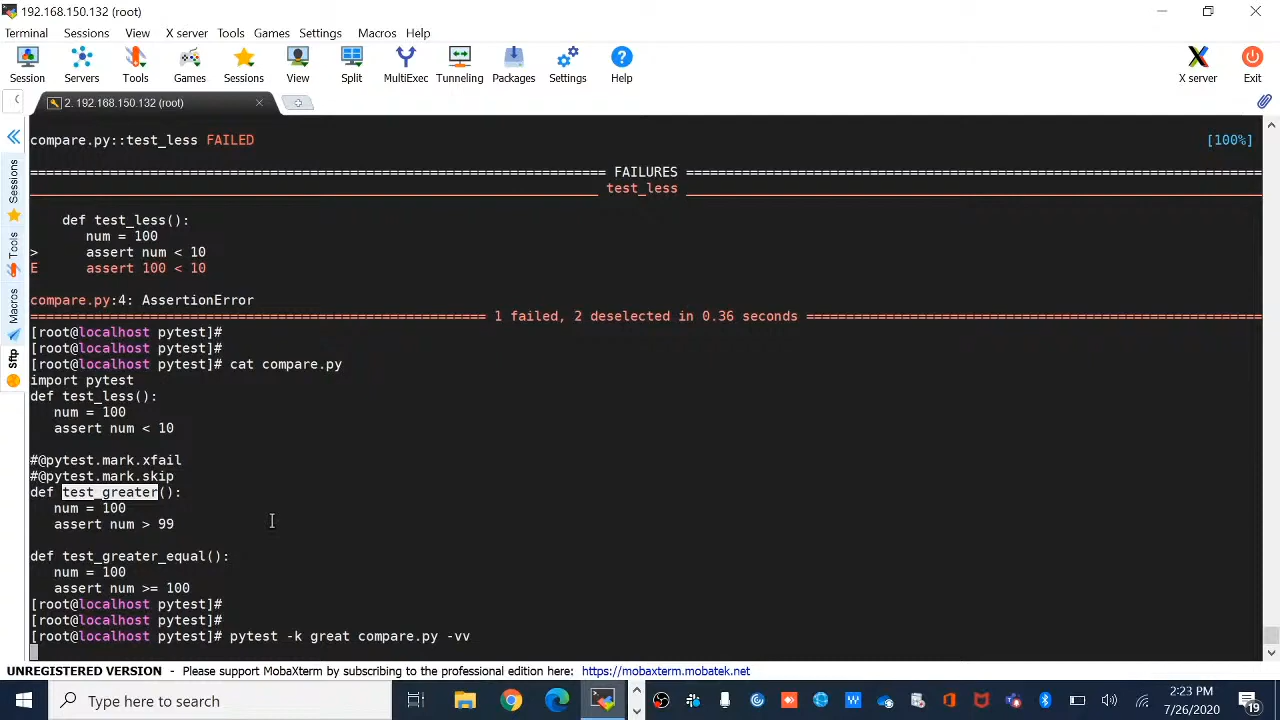 192.168.150.132 (root)
Terminal Sessions View X server Tools Games Settings Macros Help
Session Servers Tools Games Sessions View Split MultiExec Tunneling Packages Settings Help X server Exit
2. 192.168.150.132 (root)
Sessions
Tools
Macros
Sftp
compare.py::test_less FAILED [100%]
======================================================================== FAILURES ========================================================================
_______________________________________________________________________ test_less ________________________________________________________________________
def test_less():
num = 100
> assert num < 10
E assert 100 < 10
compare.py:4: AssertionError
========================================================= 1 failed, 2 deselected in 0.36 seconds =========================================================
[root@localhost pytest]#
[root@localhost pytest]#
[root@localhost pytest]# cat compare.py
import pytest
def test_less():
num = 100
assert num < 10
#@pytest.mark.xfail
#@pytest.mark.skip
def test_greater():
num = 100
assert num > 99
def test_greater_equal():
num = 100
assert num >= 100
[root@localhost pytest]#
[root@localhost pytest]#
[root@localhost pytest]# pytest -k great compare.py -vv
UNREGISTERED VERSION - Please support MobaXterm by subscribing to the professional edition here: https://mobaxterm.mobatek.net
Type here to search
2:23 PM
7/26/2020
19